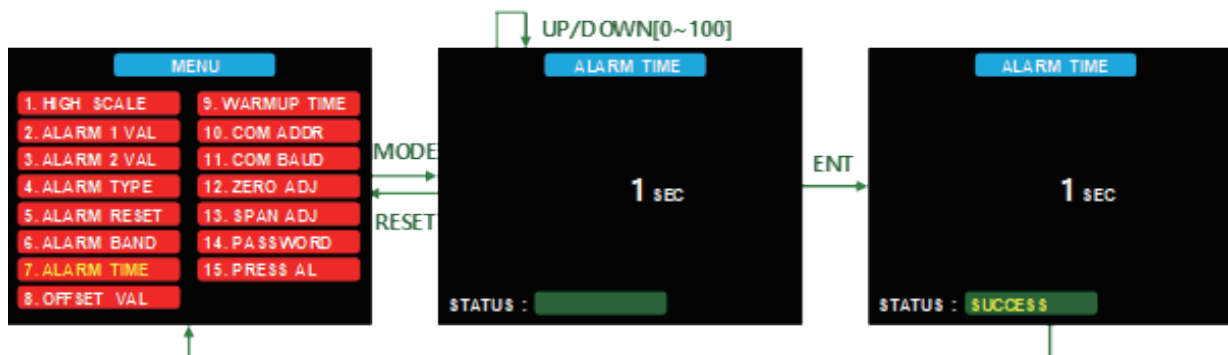 UP/DOWN[0~100]
MENU
1. HIGH SCALE
2. ALARM 1 VAL
3. ALARM 2 VAL
4. ALARM TYPE
5. ALARM RESET
6. ALARM BAND
7. ALARM TIME
8. OFFSET VAL
9. WARMUP TIME
10. COM ADDR
11. COM BAUD
12. ZERO ADJ
13. SPAN ADJ
14. PASSWORD
15. PRESS AL
MODE
RESET
ALARM TIME
1 SEC
STATUS :
ENT
ALARM TIME
1 SEC
STATUS : SUCCESS